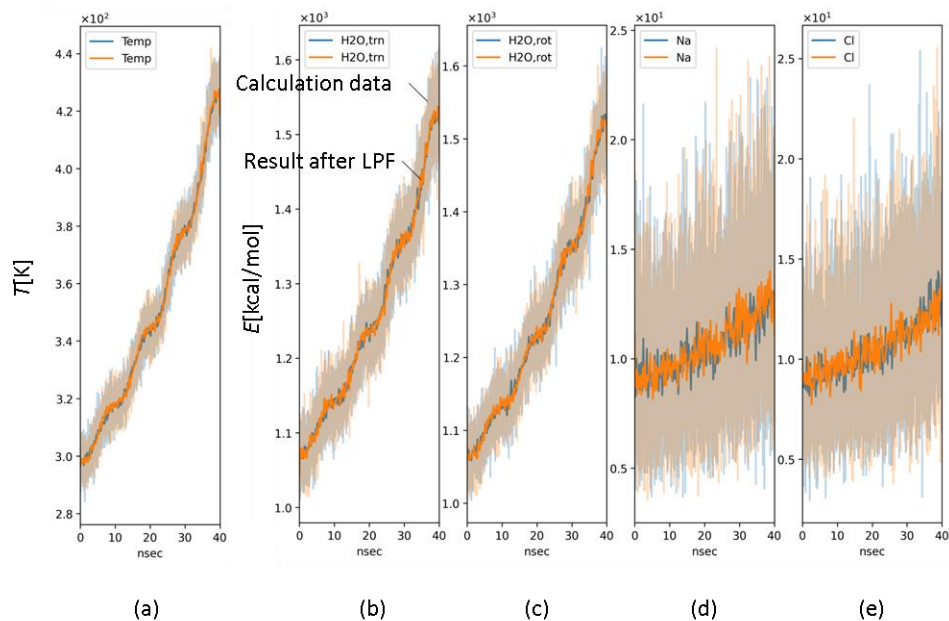 ×10²
Temp
Temp
4.4
4.2
4.0
3.8
3.6
3.4
3.2
3.0
2.8
T[K]
0 10 20 30 40
nsec
(a)
×10³
H2O,trn
H2O,trn
Calculation data
Result after LPF
1.6
1.5
1.4
1.3
1.2
1.1
1.0
E[kcal/mol]
0 10 20 30 40
nsec
(b)
×10³
H2O,rot
H2O,rot
1.6
1.5
1.4
1.3
1.2
1.1
1.0
0 10 20 30 40
nsec
(c)
×10¹
Na
Na
2.5
2.0
1.5
1.0
0.5
0 10 20 30 40
nsec
(d)
×10¹
Cl
Cl
2.5
2.0
1.5
1.0
0.5
0 10 20 30 40
nsec
(e)